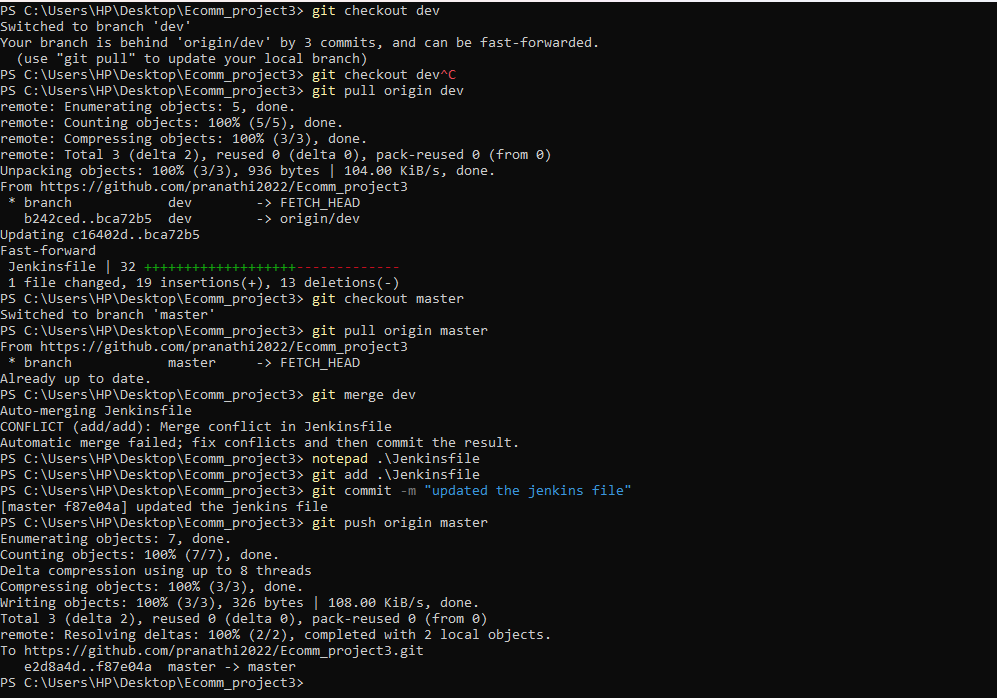 PS C:\Users\HP\Desktop\Ecomm_project3> git checkout dev
Switched to branch 'dev'
Your branch is behind 'origin/dev' by 3 commits, and can be fast-forwarded.
  (use "git pull" to update your local branch)
PS C:\Users\HP\Desktop\Ecomm_project3> git checkout dev^C
PS C:\Users\HP\Desktop\Ecomm_project3> git pull origin dev
remote: Enumerating objects: 5, done.
remote: Counting objects: 100% (5/5), done.
remote: Compressing objects: 100% (3/3), done.
remote: Total 3 (delta 2), reused 0 (delta 0), pack-reused 0 (from 0)
Unpacking objects: 100% (3/3), 936 bytes | 104.00 KiB/s, done.
From https://github.com/pranathi2022/Ecomm_project3
 * branch            dev        -> FETCH_HEAD
   b242ced..bca72b5  dev        -> origin/dev
Updating c16402d..bca72b5
Fast-forward
 Jenkinsfile | 32 +++++++++++++++++++-------------
 1 file changed, 19 insertions(+), 13 deletions(-)
PS C:\Users\HP\Desktop\Ecomm_project3> git checkout master
Switched to branch 'master'
PS C:\Users\HP\Desktop\Ecomm_project3> git pull origin master
From https://github.com/pranathi2022/Ecomm_project3
 * branch            master     -> FETCH_HEAD
Already up to date.
PS C:\Users\HP\Desktop\Ecomm_project3> git merge dev
Auto-merging Jenkinsfile
CONFLICT (add/add): Merge conflict in Jenkinsfile
Automatic merge failed; fix conflicts and then commit the result.
PS C:\Users\HP\Desktop\Ecomm_project3> notepad .\Jenkinsfile
PS C:\Users\HP\Desktop\Ecomm_project3> git add .\Jenkinsfile
PS C:\Users\HP\Desktop\Ecomm_project3> git commit -m "updated the jenkins file"
[master f87e04a] updated the jenkins file
PS C:\Users\HP\Desktop\Ecomm_project3> git push origin master
Enumerating objects: 7, done.
Counting objects: 100% (7/7), done.
Delta compression using up to 8 threads
Compressing objects: 100% (3/3), done.
Writing objects: 100% (3/3), 326 bytes | 108.00 KiB/s, done.
Total 3 (delta 2), reused 0 (delta 0), pack-reused 0 (from 0)
remote: Resolving deltas: 100% (2/2), completed with 2 local objects.
To https://github.com/pranathi2022/Ecomm_project3.git
   e2d8a4d..f87e04a  master -> master
PS C:\Users\HP\Desktop\Ecomm_project3>